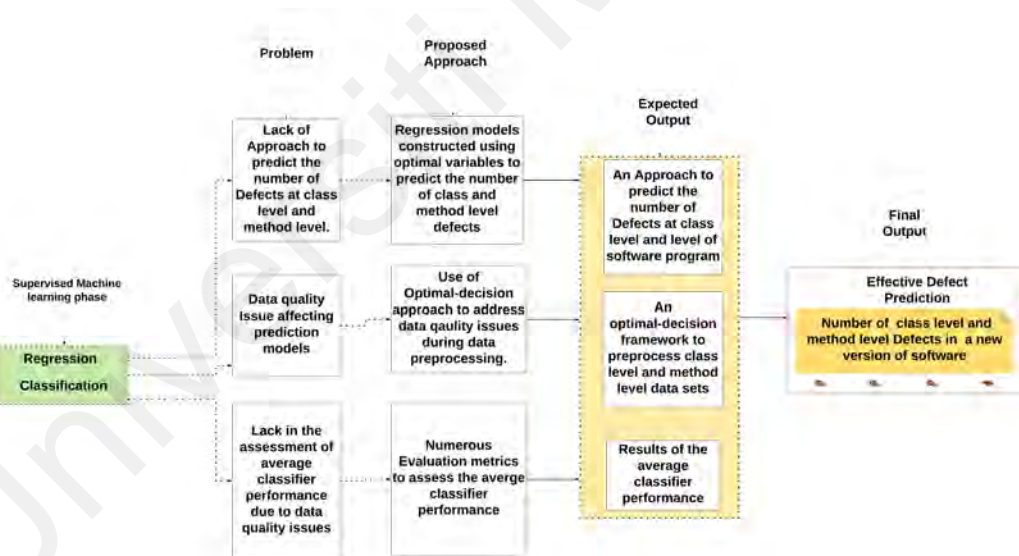 Problem
Proposed
Approach
Expected
Output
Final
Output
Supervised Machine
learning phase
Regression
Classification
Lack of
Approach to
predict the
number of
Defects at class
level and
method level.
Regression models
constructed using
optimal variables to
predict the number
of class and
method level
defects
An Approach to
predict the
number of
Defects at class
level and level of
software program
Data quality
Issue affecting
prediction
models
Use of
Optimal-decision
approach to address
data qaulity issues
during data
preprocessing.
An
optimal-decision
framework to
preprocess class
level and method
level data sets
Lack in the
assessment of
average
classifier
performance
due to data
quality issues
Numerous
Evaluation metrics
to assess the averge
classifier
performance
Results of the
average
classifier
performance
Effective Defect
Prediction
Number of class level and
method level Defects in a new
version of software
Universiti